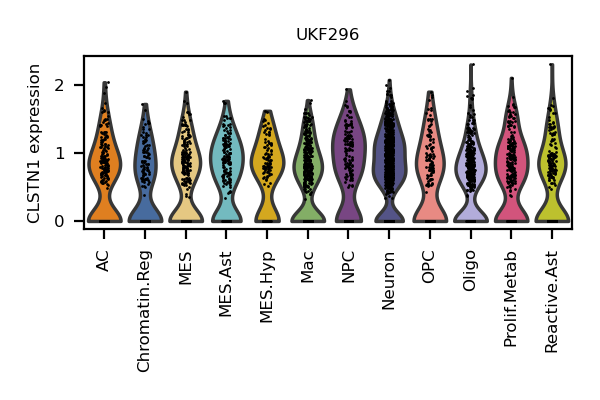 UKF296
CLSTN1 expression
2
1
0
AC
Chromatin.Reg
MES
MES.Ast
MES.Hyp
Mac
NPC
Neuron
OPC
Oligo
Prolif.Metab
Reactive.Ast